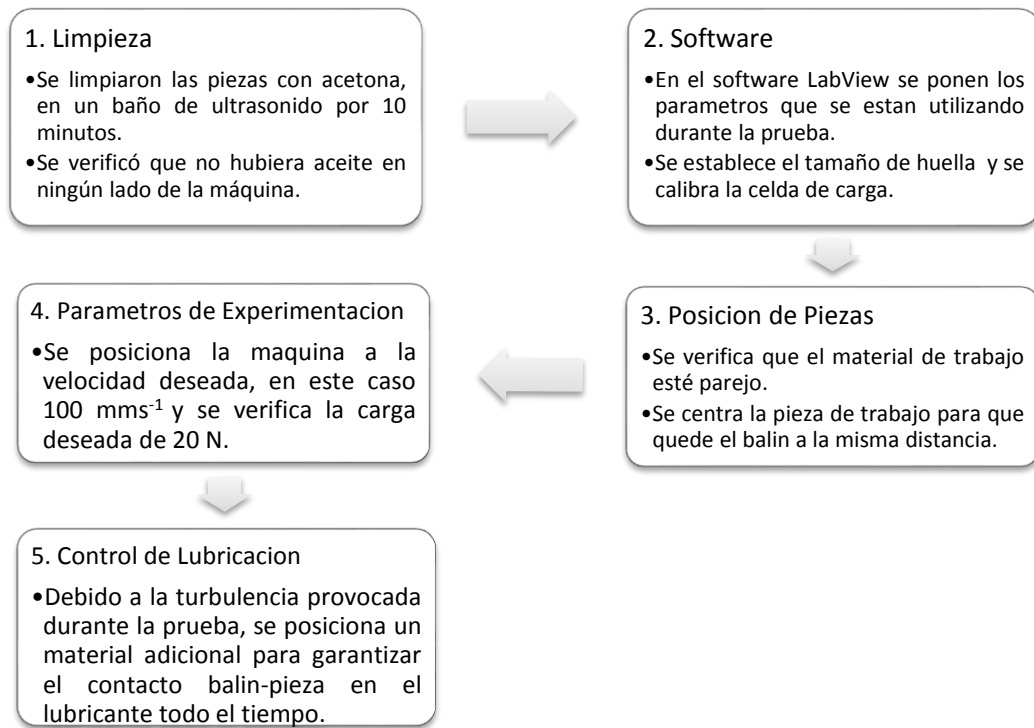 1. Limpieza
•Se limpiaron las piezas con acetona,
en un baño de ultrasonido por 10
minutos.
•Se verificó que no hubiera aceite en
ningún lado de la máquina.
2. Software
•En el software LabView se ponen los
parametros que se estan utilizando
durante la prueba.
•Se establece el tamaño de huella y se
calibra la celda de carga.
3. Posicion de Piezas
•Se verifica que el material de trabajo
esté parejo.
•Se centra la pieza de trabajo para que
quede el balin a la misma distancia.
4. Parametros de Experimentacion
•Se posiciona la maquina a la
velocidad deseada, en este caso
100 mms⁻¹ y se verifica la carga
deseada de 20 N.
5. Control de Lubricacion
•Debido a la turbulencia provocada
durante la prueba, se posiciona un
material adicional para garantizar
el contacto balin-pieza en el
lubricante todo el tiempo.